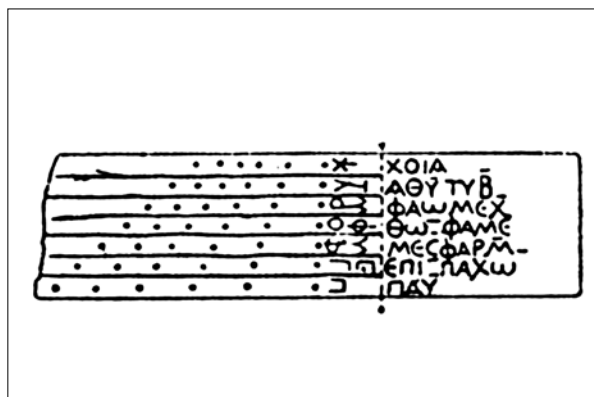 ΧΟΙΑ
ΑΘΥ̅ ΤΥΒ̅
ΦΑΩ ΜΕΧ̅
ΘΩ– ΦΑΜΕ
ΜΕϹ ΦΑΡΜ̅–
ΕΠΙ–ΠΑΧΩ
ΠΑΥ̅